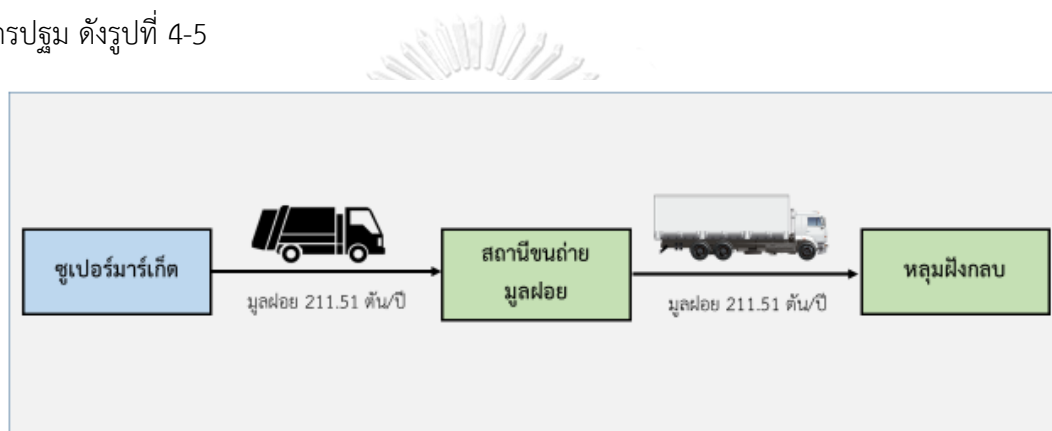 รปฐม ดังรูปที่ 4-5
ซูเปอร์มาร์เก็ต
มูลฝอย 211.51 ตัน/ปี
สถานีขนถ่าย
มูลฝอย
มูลฝอย 211.51 ตัน/ปี
หลุมฝังกลบ